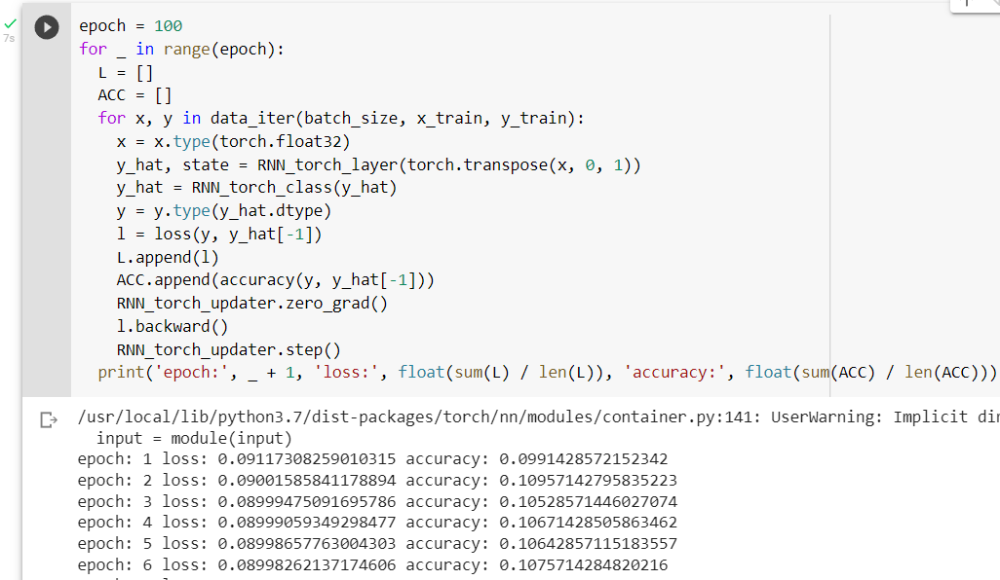 7s
epoch = 100
for _ in range(epoch):
  L = []
  ACC = []
  for x, y in data_iter(batch_size, x_train, y_train):
    x = x.type(torch.float32)
    y_hat, state = RNN_torch_layer(torch.transpose(x, 0, 1))
    y_hat = RNN_torch_class(y_hat)
    y = y.type(y_hat.dtype)
    l = loss(y, y_hat[-1])
    L.append(l)
    ACC.append(accuracy(y, y_hat[-1]))
    RNN_torch_updater.zero_grad()
    l.backward()
    RNN_torch_updater.step()
  print('epoch:', _ + 1, 'loss:', float(sum(L) / len(L)), 'accuracy:', float(sum(ACC) / len(ACC)))
/usr/local/lib/python3.7/dist-packages/torch/nn/modules/container.py:141: UserWarning: Implicit
  input = module(input)
epoch: 1 loss: 0.09117308259010315 accuracy: 0.0991428572152342
epoch: 2 loss: 0.09001585841178894 accuracy: 0.10957142795835223
epoch: 3 loss: 0.08999475091695786 accuracy: 0.10528571446027074
epoch: 4 loss: 0.08999059349298477 accuracy: 0.10671428505863462
epoch: 5 loss: 0.08998657763004303 accuracy: 0.10642857115183557
epoch: 6 loss: 0.08998262137174606 accuracy: 0.1075714284820216